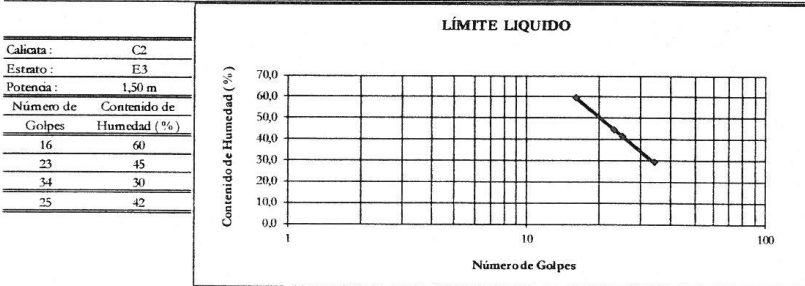 Calicata : C2
Estrato : E3
Potencia : 1,50 m
Número de Contenido de
Golpes Humedad ( % )
16 60
23 45
34 30
25 42
LÍMITE LIQUIDO
Contenido de Humedad ( % )
70,0
60,0
50,0
40,0
30,0
20,0
10,0
0,0
1 10 100
Número de Golpes